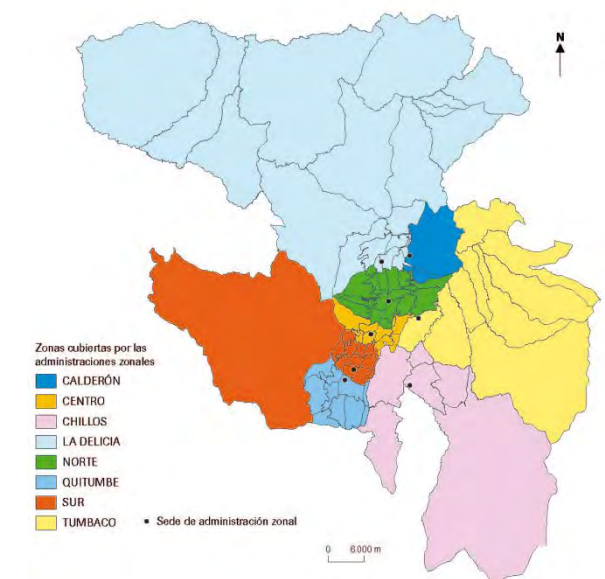 N
Zonas cubiertas por las
administraciones zonales
CALDERÓN
CENTRO
CHILLOS
LA DELICIA
NORTE
QUITUMBE
SUR
TUMBACO
Sede de administración zonal
0 6.000 m